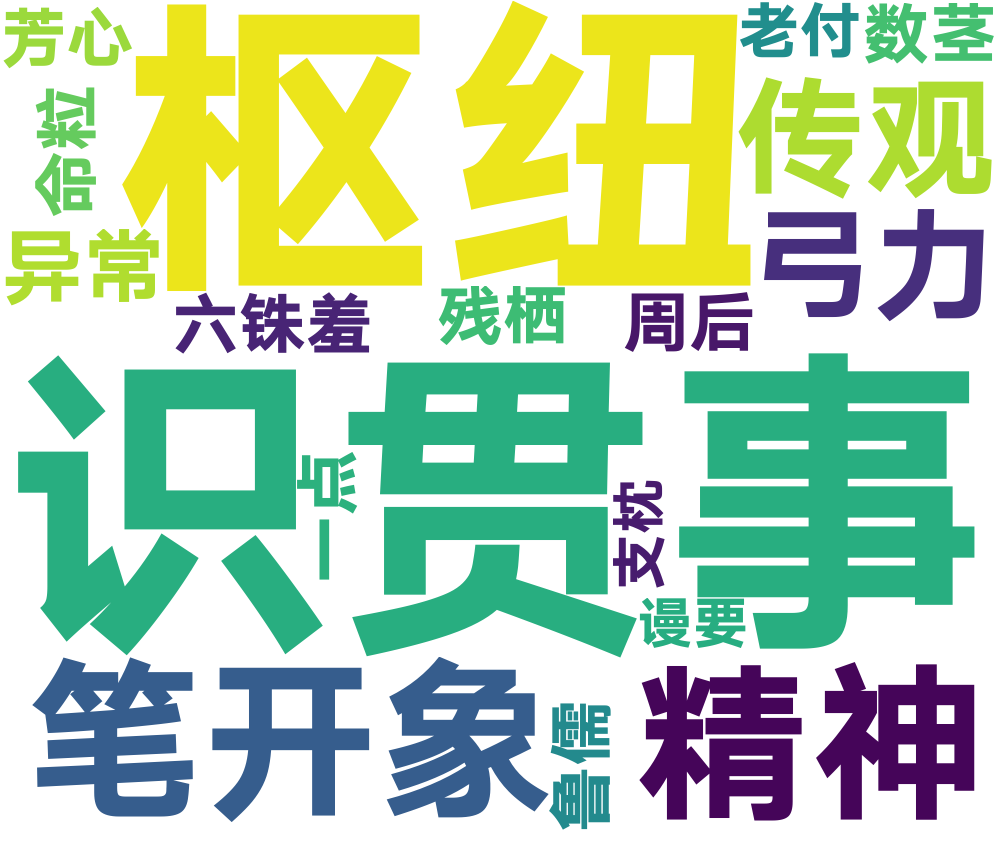 芳心
枢纽
老付
数茎
命粒
传观
异常
弓力
六铢羞
残栖
周后
识贯事
一点
支枕
谩要
笔开象
鲁儒
精神